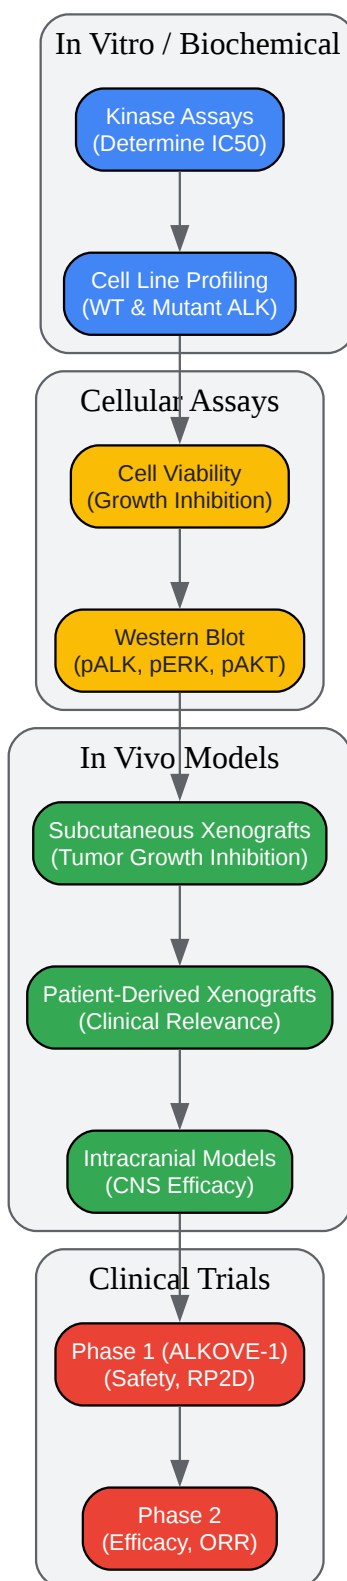 In Vitro / Biochemical
Kinase Assays
(Determine IC50)
Cell Line Profiling
(WT & Mutant ALK)
Cellular Assays
Cell Viability
(Growth Inhibition)
Western Blot
(pALK, pERK, pAKT)
In Vivo Models
Subcutaneous Xenografts
(Tumor Growth Inhibition)
Patient-Derived Xenografts
(Clinical Relevance)
Intracranial Models
(CNS Efficacy)
Clinical Trials
Phase 1 (ALKOVE-1)
(Safety, RP2D)
Phase 2
(Efficacy, ORR)